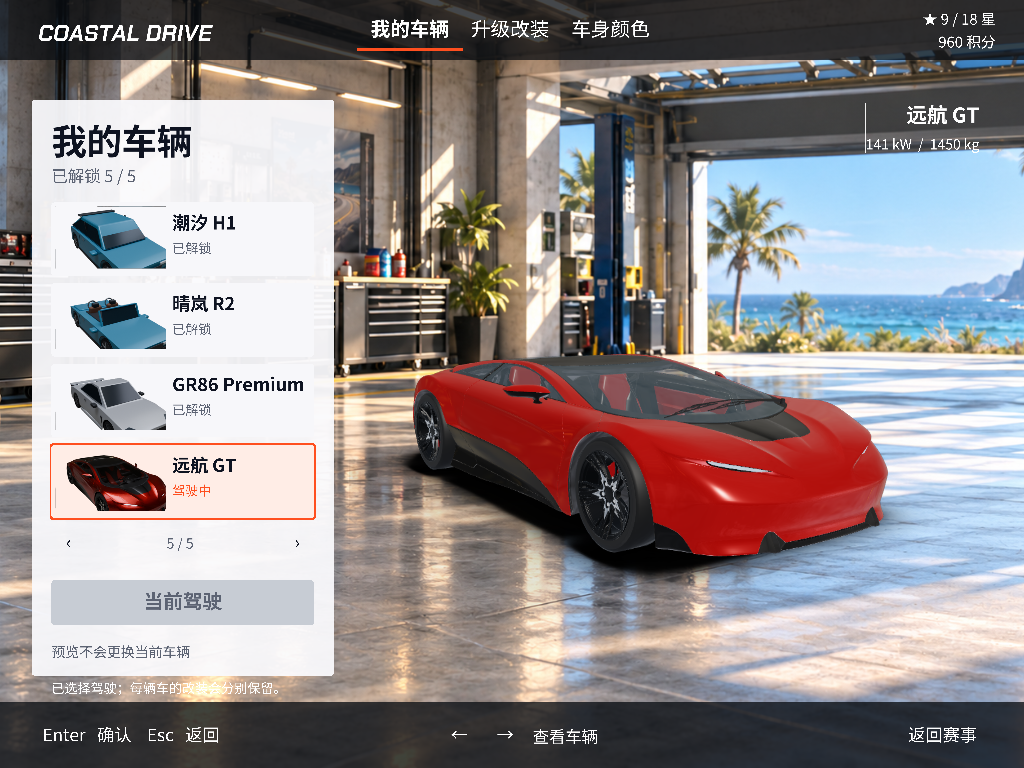 COASTAL DRIVE
我的车辆 升级改装 车身颜色
★ 9 / 18 星
960 积分
远航 GT
141 kW / 1450 kg
我的车辆
已解锁 5 / 5
潮汐 H1
已解锁
晴岚 R2
已解锁
GR86 Premium
已解锁
远航 GT
驾驶中
‹ 5 / 5 ›
当前驾驶
预览不会更换当前车辆
已选择驾驶；每辆车的改装会分别保留。
Enter 确认 Esc 返回
← → 查看车辆
返回赛事